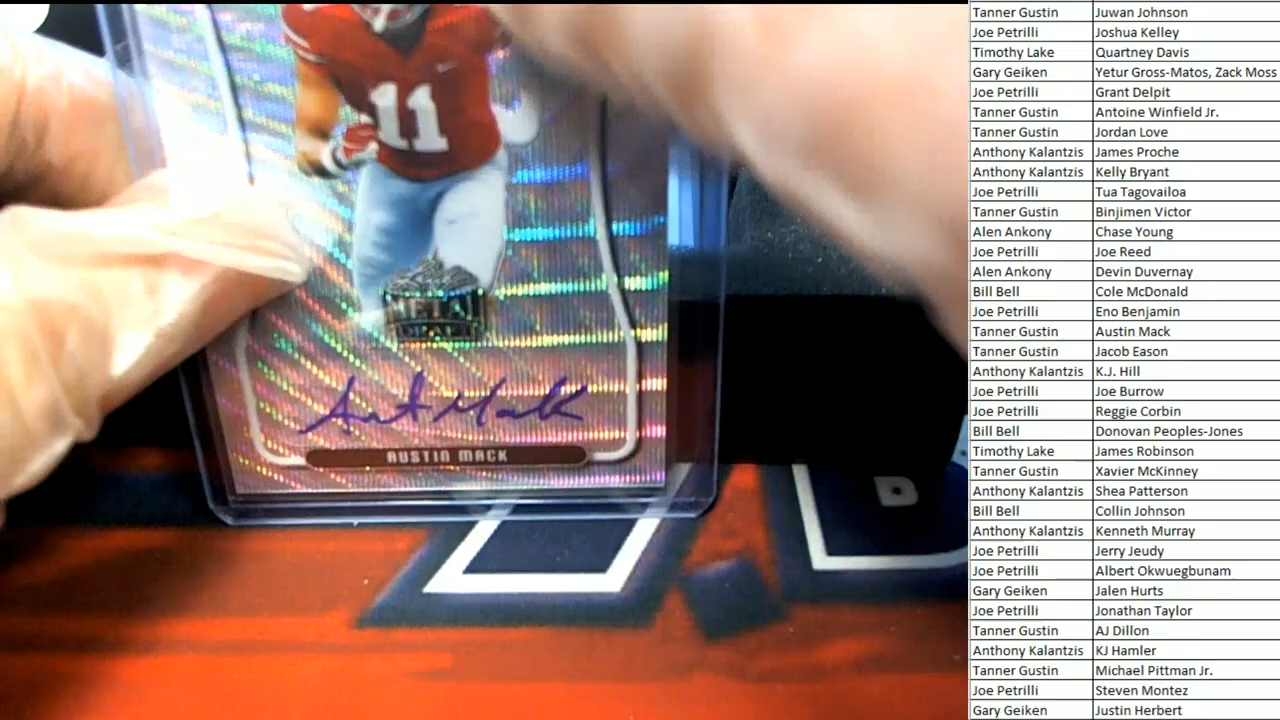 11
LEAF
DRAFT
Aust Mack
AUSTIN MACK
Tanner Gustin Juwan Johnson
Joe Petrilli Joshua Kelley
Timothy Lake Quartney Davis
Gary Geiken Yetur Gross-Matos, Zack Moss
Joe Petrilli Grant Delpit
Tanner Gustin Antoine Winfield Jr.
Tanner Gustin Jordan Love
Anthony Kalantzis James Proche
Anthony Kalantzis Kelly Bryant
Joe Petrilli Tua Tagovailoa
Tanner Gustin Binjimen Victor
Alen Ankony Chase Young
Joe Petrilli Joe Reed
Alen Ankony Devin Duvernay
Bill Bell Cole McDonald
Joe Petrilli Eno Benjamin
Tanner Gustin Austin Mack
Tanner Gustin Jacob Eason
Anthony Kalantzis K.J. Hill
Joe Petrilli Joe Burrow
Joe Petrilli Reggie Corbin
Bill Bell Donovan Peoples-Jones
Timothy Lake James Robinson
Tanner Gustin Xavier McKinney
Anthony Kalantzis Shea Patterson
Bill Bell Collin Johnson
Anthony Kalantzis Kenneth Murray
Joe Petrilli Jerry Jeudy
Joe Petrilli Albert Okwuegbunam
Gary Geiken Jalen Hurts
Joe Petrilli Jonathan Taylor
Tanner Gustin AJ Dillon
Anthony Kalantzis KJ Hamler
Tanner Gustin Michael Pittman Jr.
Joe Petrilli Steven Montez
Gary Geiken Justin Herbert